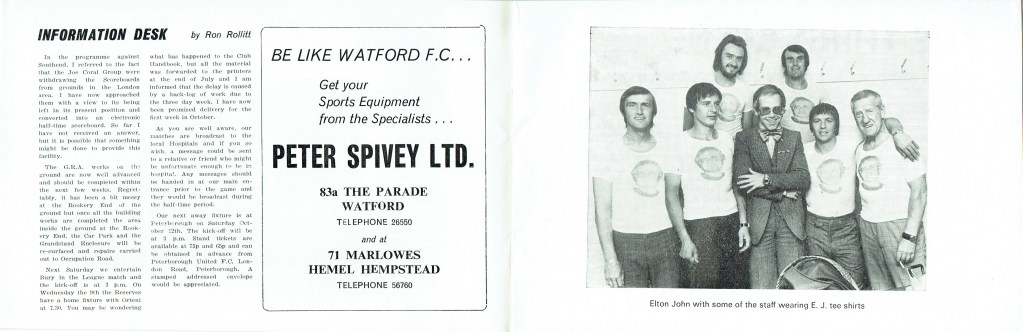 INFORMATION DESK by Ron Rollitt
In the programme against
Southend, I referred to the fact
that the Joe Coral Group were
withdrawing the Scoreboards
from grounds in the London
area. I have now approached
them with a view to its being
left in its present position and
converted into an electronic
half-time scoreboard. So far I
have not received an answer,
but it is possible that something
might be done to provide this
facility.
The G.R.A. works on the
ground are now well advanced
and should be completed within
the next few weeks. Regret-
tably, it has been a bit messy
at the Rookery End of the
ground but once all the building
works are completed the area
inside the ground at the Rook-
ery End, the Car Park and the
Grandstand Enclosure will be
re-surfaced and repairs carried
out to Occupation Road.
Next Saturday we entertain
Bury in the League match and
the kick-off is at 3 p.m. On
Wednesday the 9th the Reserves
have a home fixture with Orient
at 7.30. You may be wondering
what has happened to the Club
Handbook, but all the material
was forwarded to the printers
at the end of July and I am
informed that the delay is caused
by a back-log of work due to
the three day week. I have now
been promised delivery for the
first week in October.
As you are well aware, our
matches are broadcast to the
local Hospitals and if you so
wish, a message could be sent
to a relative or friend who might
be unfortunate enough to be in
hospital. Any messages should
be handed in at our main en-
trance prior to the game and
they would be broadcast during
the half-time period.
Our next away fixture is at
Peterborough on Saturday Oct-
ober 12th. The kick-off will be
at 3 p.m. Stand tickets are
available at 75p and 65p and can
be obtained in advance from
Peterborough United F.C. Lon-
don Road, Peterborough. A
stamped addressed envelope
would be appreciated.
BE LIKE WATFORD F.C...
Get your
Sports Equipment
from the Specialists...
PETER SPIVEY LTD.
83a THE PARADE
WATFORD
TELEPHONE 26550
and at
71 MARLOWES
HEMEL HEMPSTEAD
TELEPHONE 56760
Elton John with some of the staff wearing E. J. tee shirts